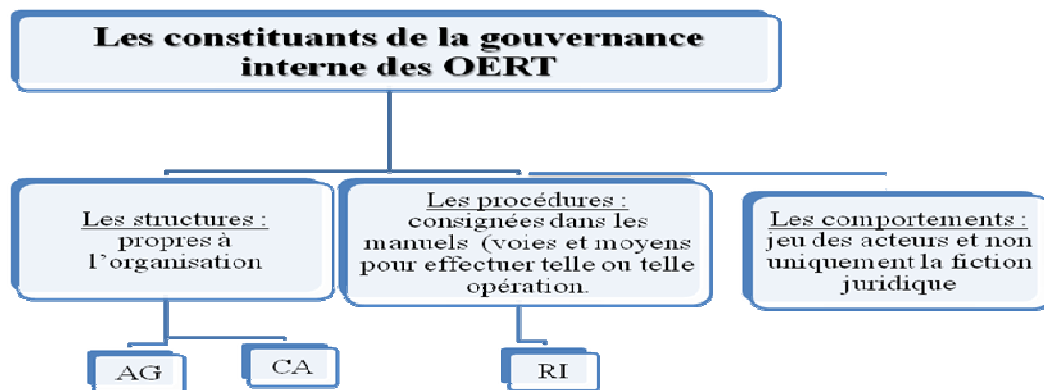 Les constituants de la gouvernance
interne des OERT
Les structures :
propres à
l’organisation
Les procédures :
consignées dans les
manuels (voies et moyens
pour effectuer telle ou telle
opération.
Les comportements :
jeu des acteurs et non
uniquement la fiction
juridique
AG
CA
RI